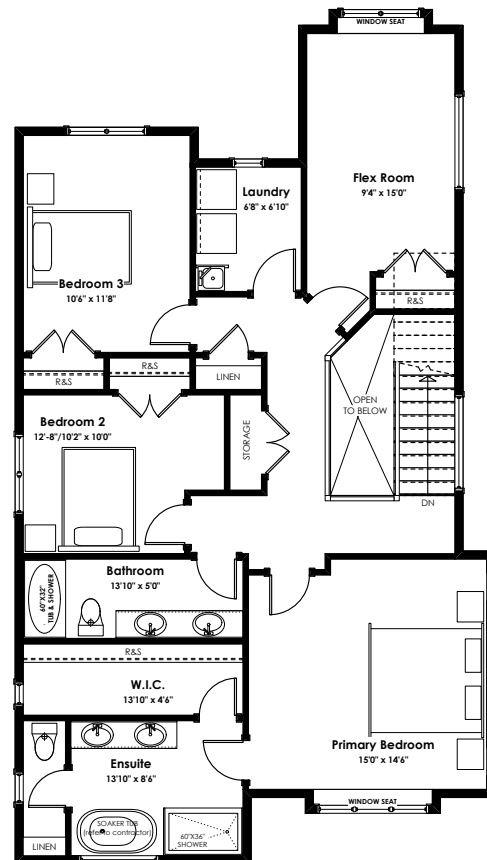 WINDOW SEAT
Flex Room
9'4" x 15'0"
Laundry
6'8" x 6'10"
Bedroom 3
10'6" x 11'8"
R&S
R&S
R&S
LINEN
Bedroom 2
12'-8"/10'2" x 10'0"
STORAGE
OPEN
TO BELOW
DN
Bathroom
13'10" x 5'0"
60"X32"
TUB & SHOWER
R&S
W.I.C.
13'10" x 4'6"
Ensuite
13'10" x 8'6"
Primary Bedroom
15'0" x 14'6"
WINDOW SEAT
SOAKER TUB
(refer to contractor)
60"X36"
SHOWER
LINEN